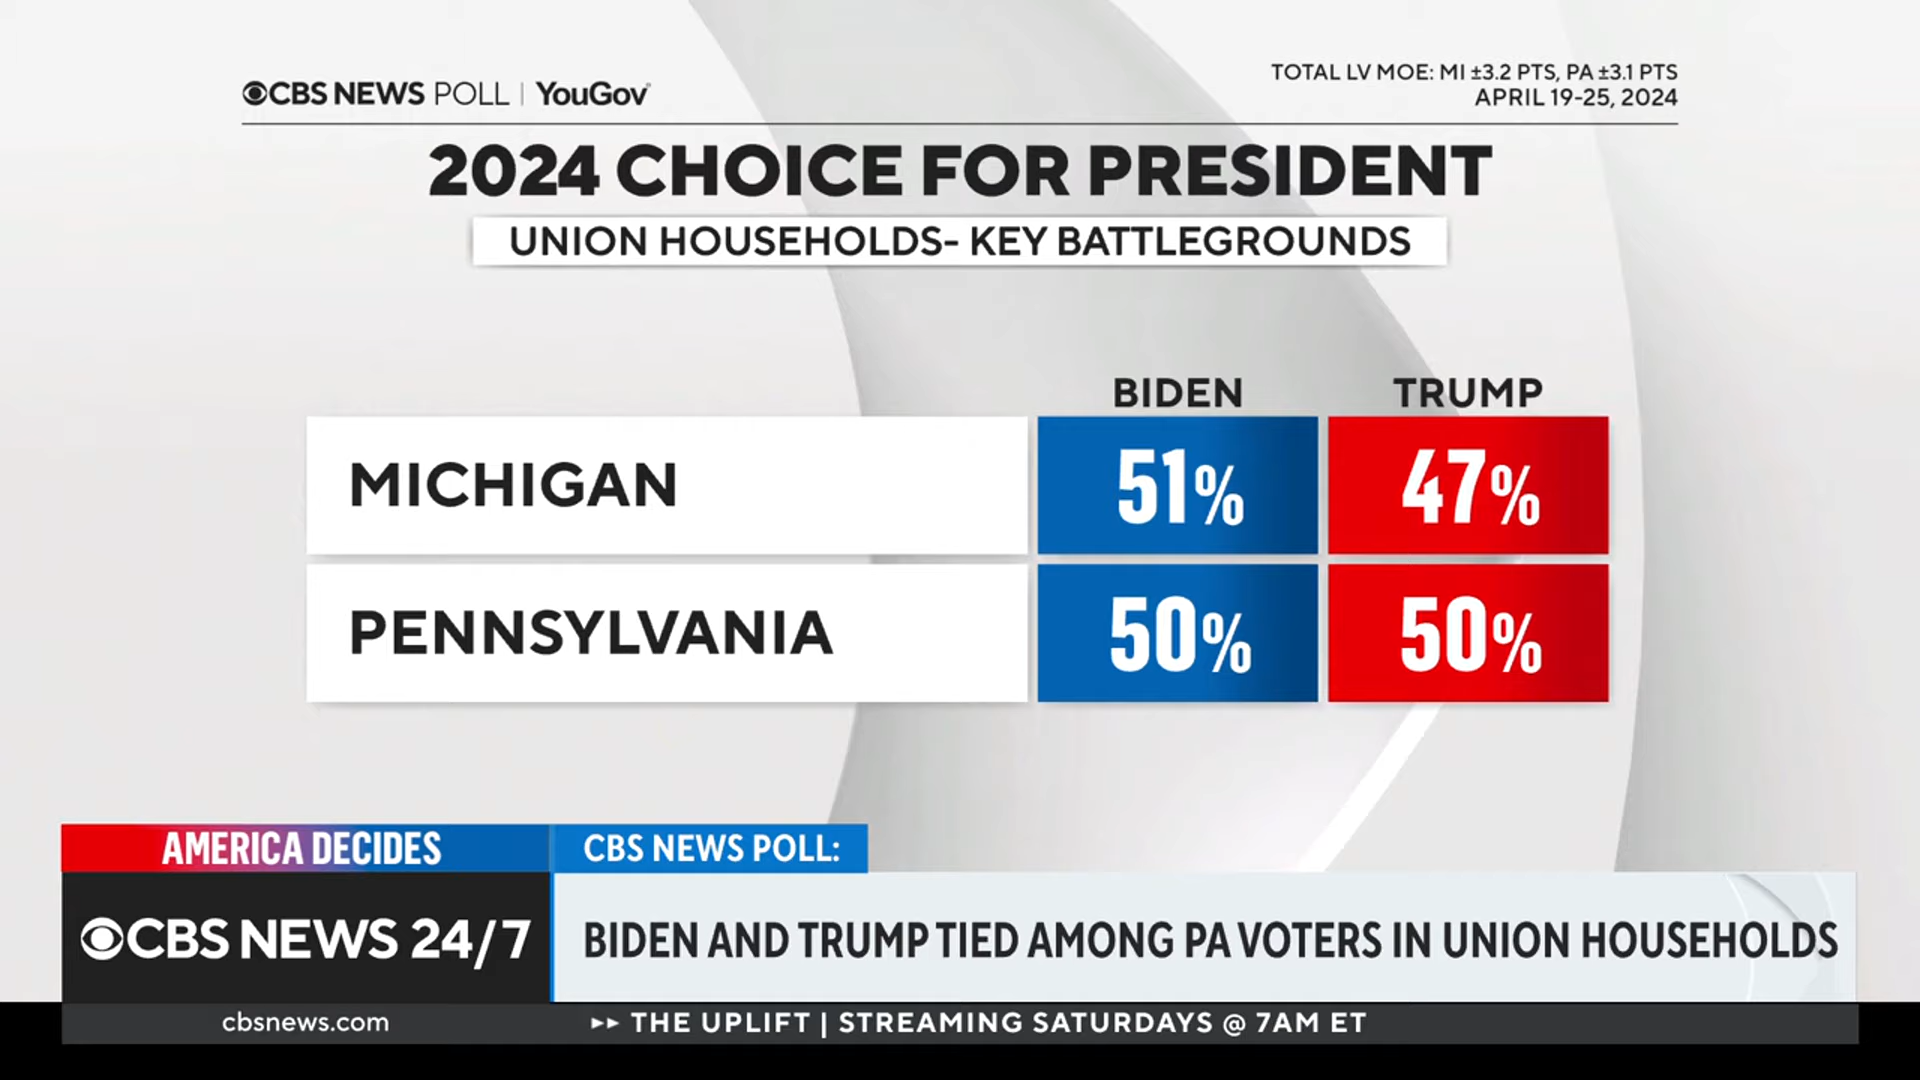 CBS NEWS POLL | YouGov
TOTAL LV MOE: MI ±3.2 PTS, PA ±3.1 PTS
APRIL 19-25, 2024
2024 CHOICE FOR PRESIDENT
UNION HOUSEHOLDS- KEY BATTLEGROUNDS
BIDEN TRUMP
MICHIGAN 51% 47%
PENNSYLVANIA 50% 50%
AMERICA DECIDES
CBS NEWS POLL:
CBS NEWS 24/7
BIDEN AND TRUMP TIED AMONG PA VOTERS IN UNION HOUSEHOLDS
cbsnews.com
THE UPLIFT | STREAMING SATURDAYS @ 7AM ET